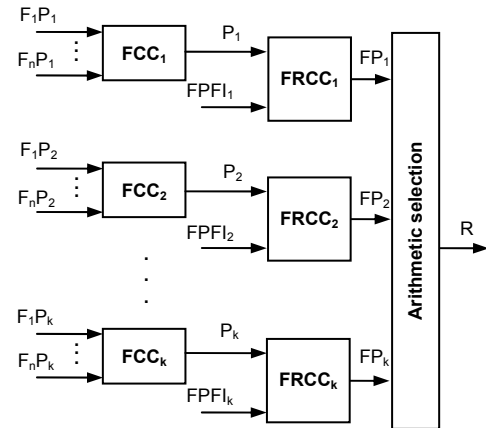 F₁P₁
⋮
FₙP₁
FCC₁
P₁
FPFI₁
FRCC₁
FP₁
F₁P₂
⋮
FₙP₂
FCC₂
P₂
FPFI₂
FRCC₂
FP₂
Arithmetic selection
R
⋮
F₁Pₖ
⋮
FₙPₖ
FCCₖ
Pₖ
FPFIₖ
FRCCₖ
FPₖ